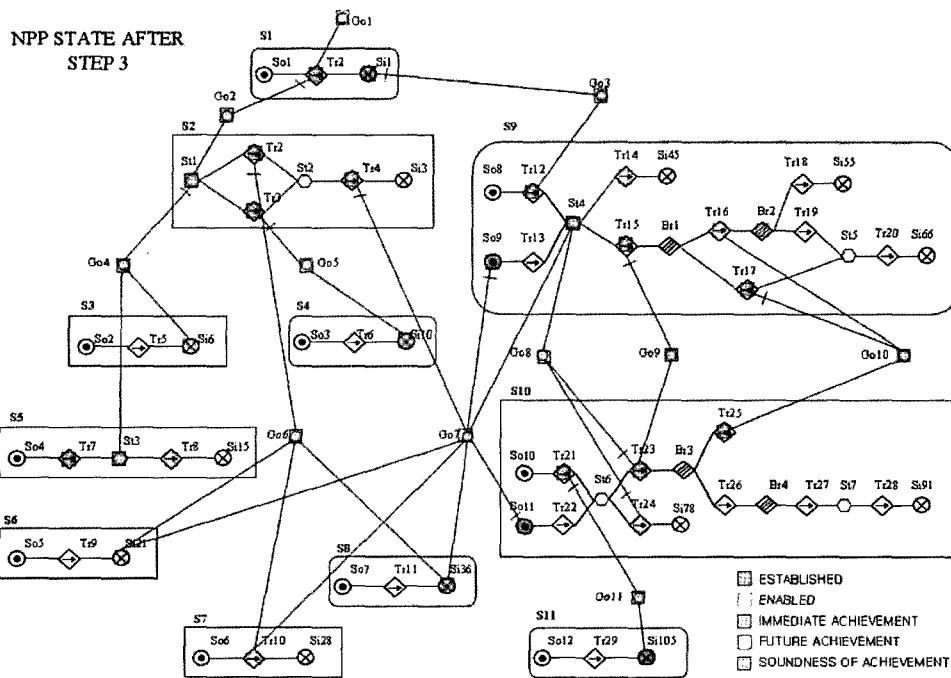 NPP STATE AFTER
STEP 3
Go1
S1
So1 Tr2 Si1
Go2
Go3
S2
St1 Tr2 St2 Tr4 Si3
Tr3
S9
So8 Tr12 Tr14 Si45 Tr18 Si55
St4
So9 Tr13 Tr15 Br1 Tr16 Br2 Tr19
St5 Tr20 Si66
Tr17
Go4
Go5
S3
So2 Tr5 Si6
S4
So3 Tr6 Si10
Go8
Go9
Go10
S5
So4 Tr7 St3 Tr8 Si15
Go6
Go7
S10
Tr25
So10 Tr21 Tr23 Br3
St6
Tr26 Br4 Tr27 St7 Tr28 Si91
So11 Tr22 Tr24 Si78
S6
So5 Tr9 Si21
S8
So7 Tr11 Si36
Go11
S7
So6 Tr10 Si28
S11
So12 Tr29 Si105
ESTABLISHED
ENABLED
IMMEDIATE ACHIEVEMENT
FUTURE ACHIEVEMENT
SOUNDNESS OF ACHIEVEMENT